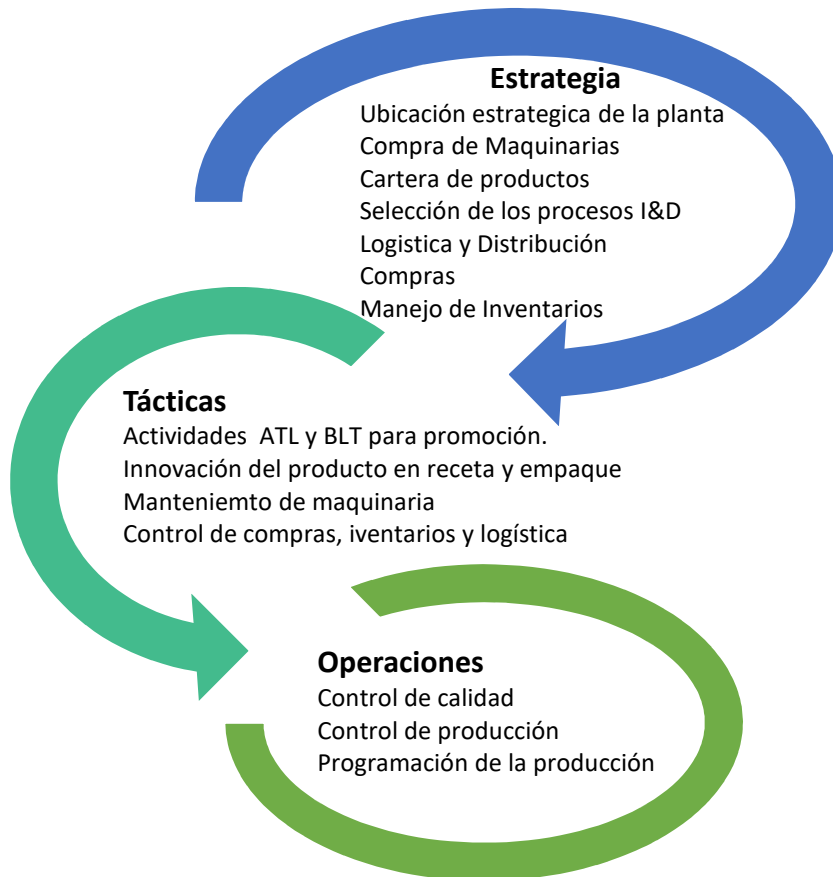 Estrategia
Ubicación estrategica de la planta
Compra de Maquinarias
Cartera de productos
Selección de los procesos I&D
Logistica y Distribución
Compras
Manejo de Inventarios
Tácticas
Actividades  ATL y BLT para promoción.
Innovación del producto en receta y empaque
Manteniemto de maquinaria
Control de compras, iventarios y logística
Operaciones
Control de calidad
Control de producción
Programación de la producción